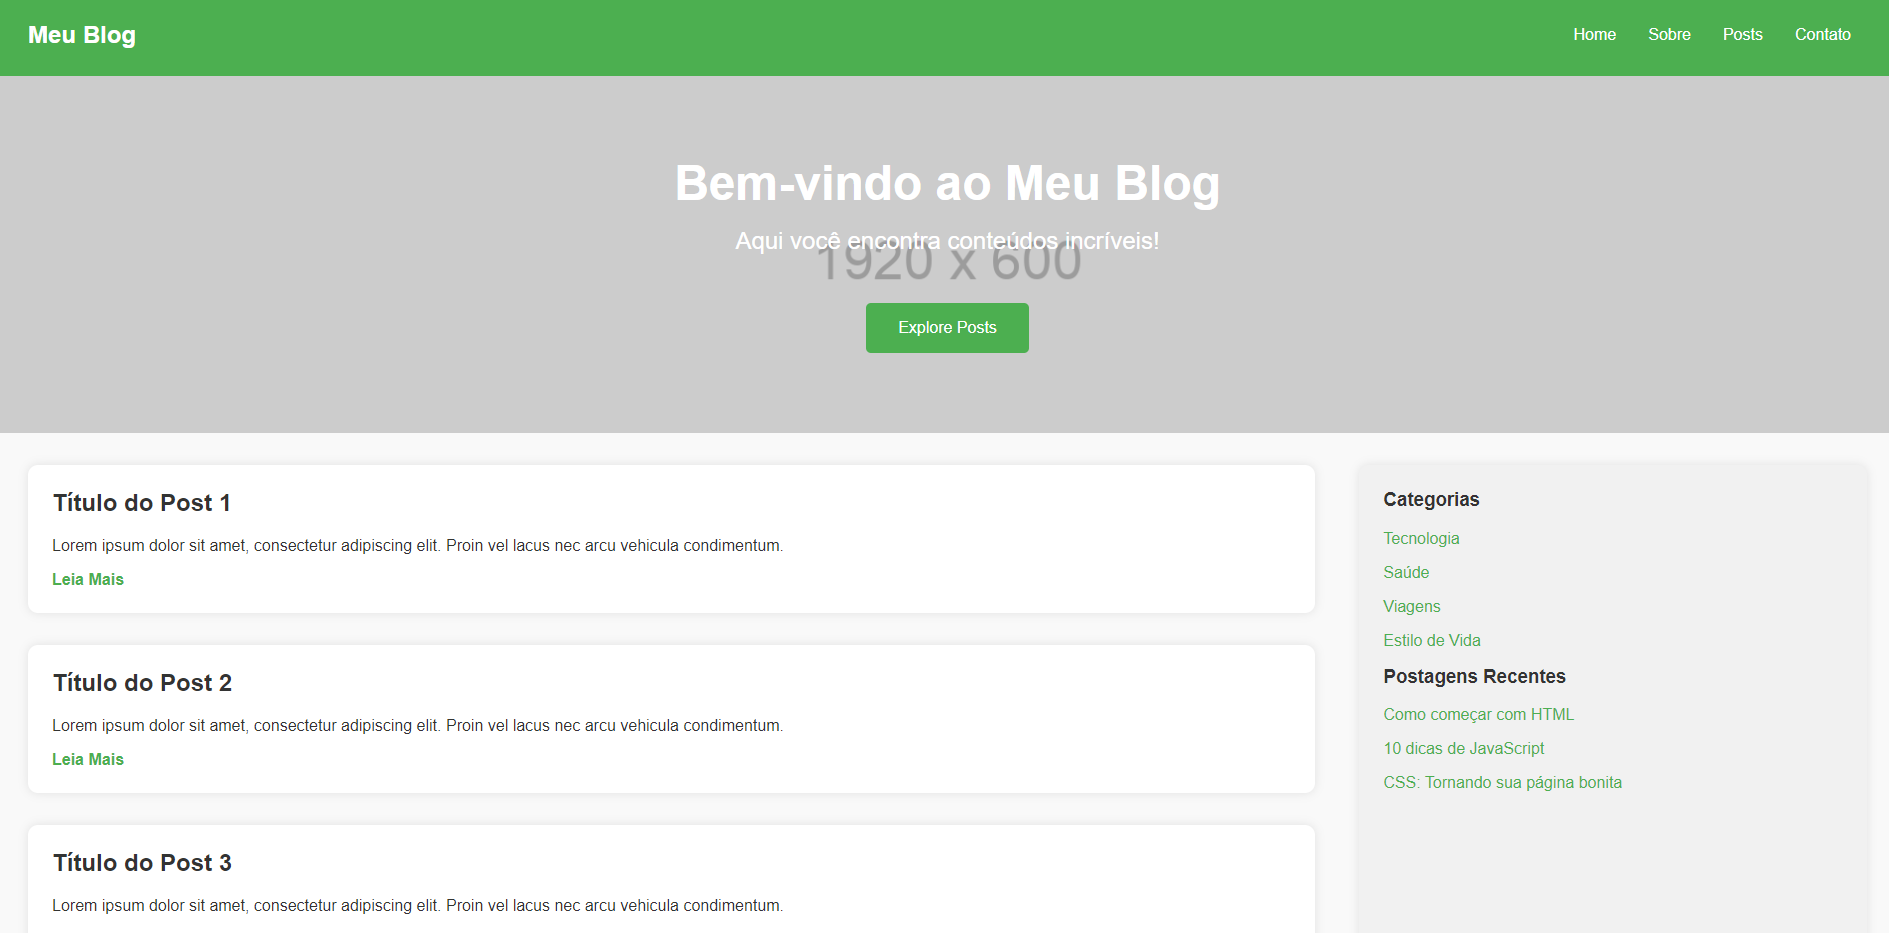 Meu Blog
Home Sobre Posts Contato
Bem-vindo ao Meu Blog
Aqui você encontra conteúdos incríveis!
1920 x 600
Explore Posts
Título do Post 1
Lorem ipsum dolor sit amet, consectetur adipiscing elit. Proin vel lacus nec arcu vehicula condimentum.
Leia Mais
Título do Post 2
Lorem ipsum dolor sit amet, consectetur adipiscing elit. Proin vel lacus nec arcu vehicula condimentum.
Leia Mais
Título do Post 3
Lorem ipsum dolor sit amet, consectetur adipiscing elit. Proin vel lacus nec arcu vehicula condimentum.
Categorias
Tecnologia
Saúde
Viagens
Estilo de Vida
Postagens Recentes
Como começar com HTML
10 dicas de JavaScript
CSS: Tornando sua página bonita